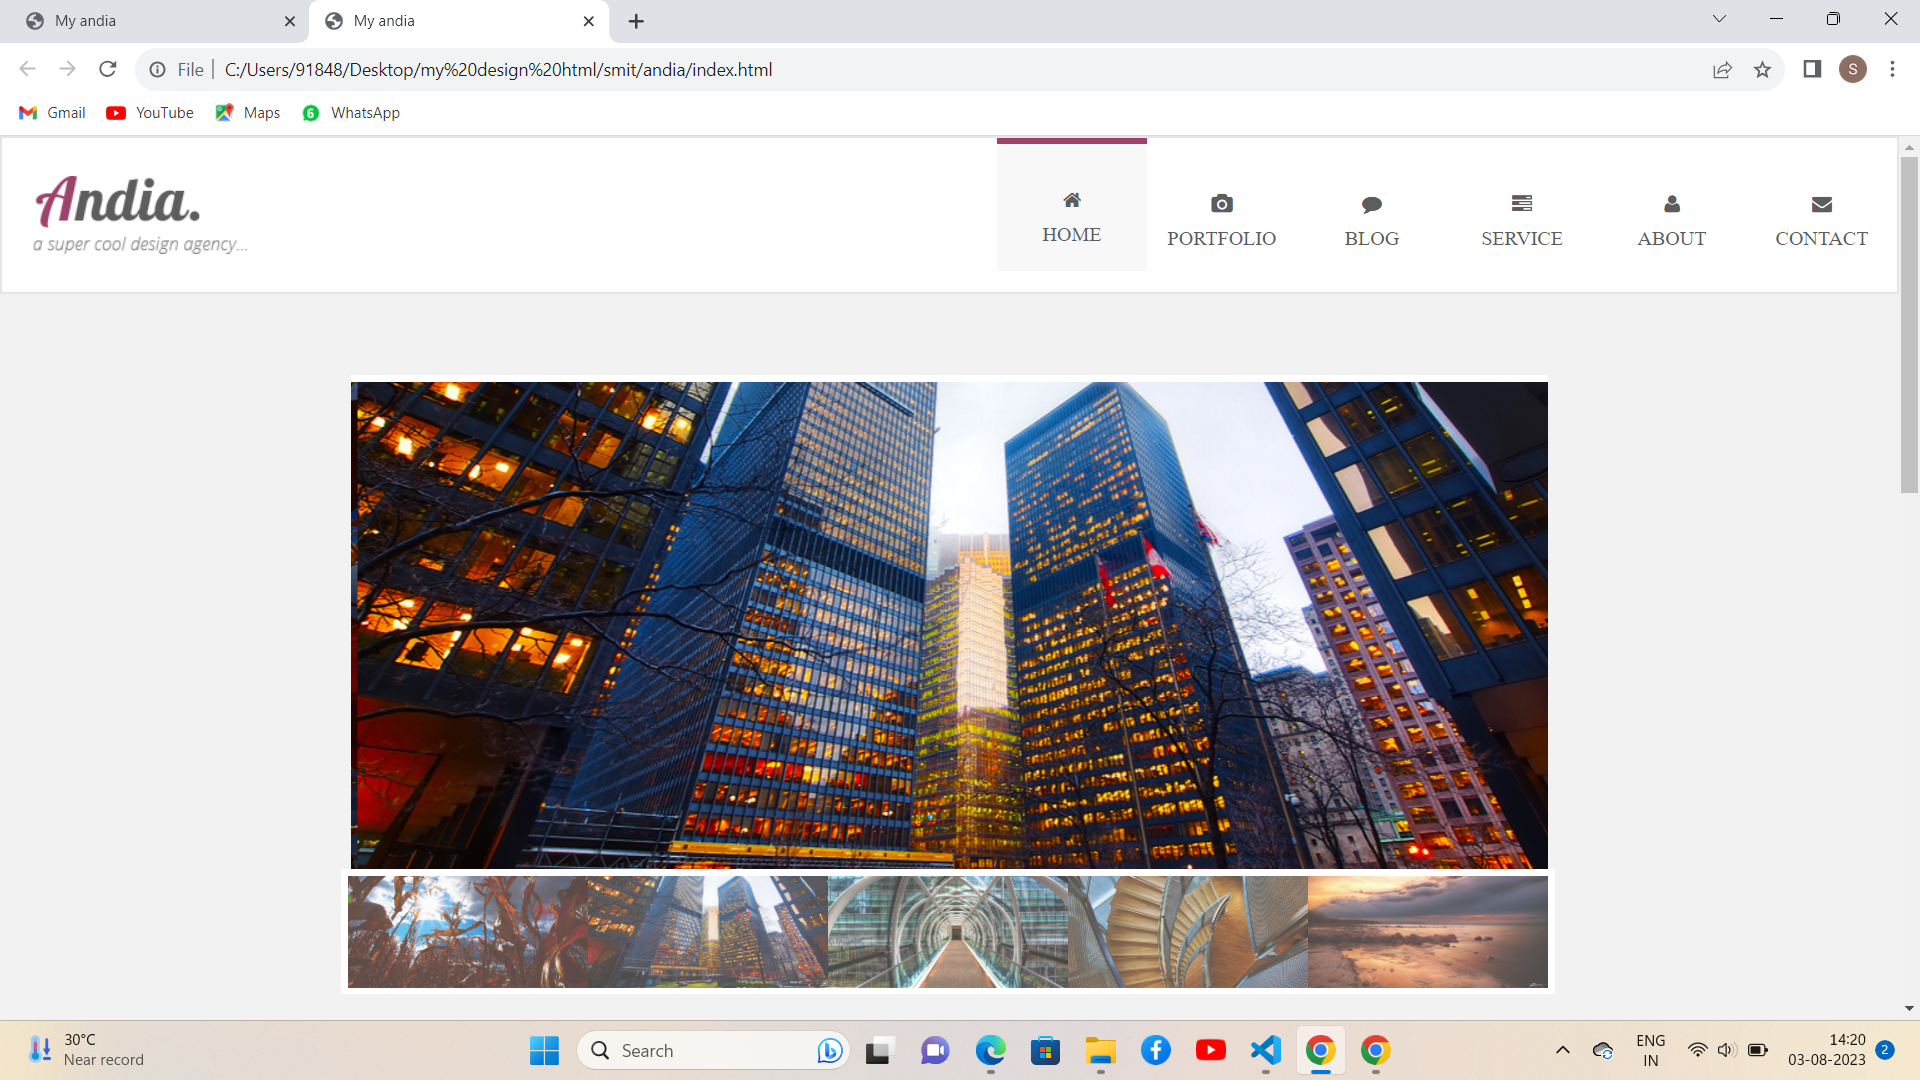 My andia
My andia
File
C:/Users/91848/Desktop/my%20design%20html/smit/andia/index.html
S
Gmail
YouTube
Maps
6
WhatsApp
Andia.
a super cool design agency...
HOME
PORTFOLIO
BLOG
SERVICE
ABOUT
CONTACT
30°C
Near record
Search
ENG
IN
14:20
03-08-2023
2